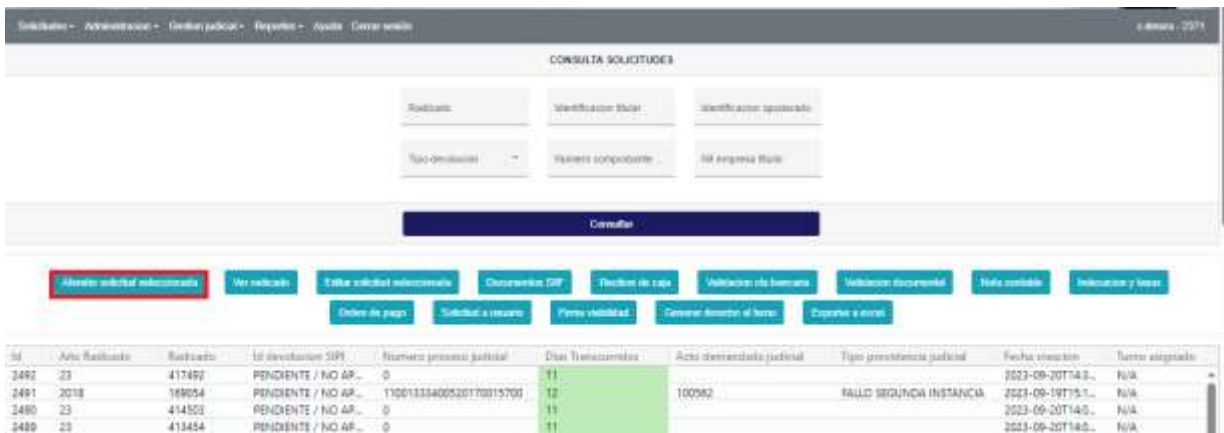 Solicitudes Administracion Gestion judicial Reportes Ayuda Cerrar sesión
CONSULTA SOLICITUDES
Radicado Identificacion titular Identificacion apoderado
Tipo devolucion Numero comprobante ... Nit empresa titular
Consultar
Atender solicitud seleccionada Ver radicado Editar solicitud seleccionada Documentos SIPI Recibos de caja Validacion cta bancaria Validacion documental Nota contable Indexacion y tasas
Orden de pago Solicitud a usuario Firma viabilidad Generar derecho al turno Exportar a excel
Id Año Radicado Radicado Id devolucion SIPI Numero proceso judicial Dias Transcurridos Acto demandado judicial Tipo providencia judicial Fecha creacion Turno asignado
2492 23 417492 PENDIENTE / NO AP... 0 11 2023-09-20T14:3... N/A
2491 2018 169054 PENDIENTE / NO AP... 11001333400520170015700 12 100562 FALLO SEGUNDA INSTANCIA 2023-09-19T15:1... N/A
2490 23 414503 PENDIENTE / NO AP... 0 11 2023-09-20T14:0... N/A
2489 23 413454 PENDIENTE / NO AP... 0 11 2023-09-20T14:0... N/A